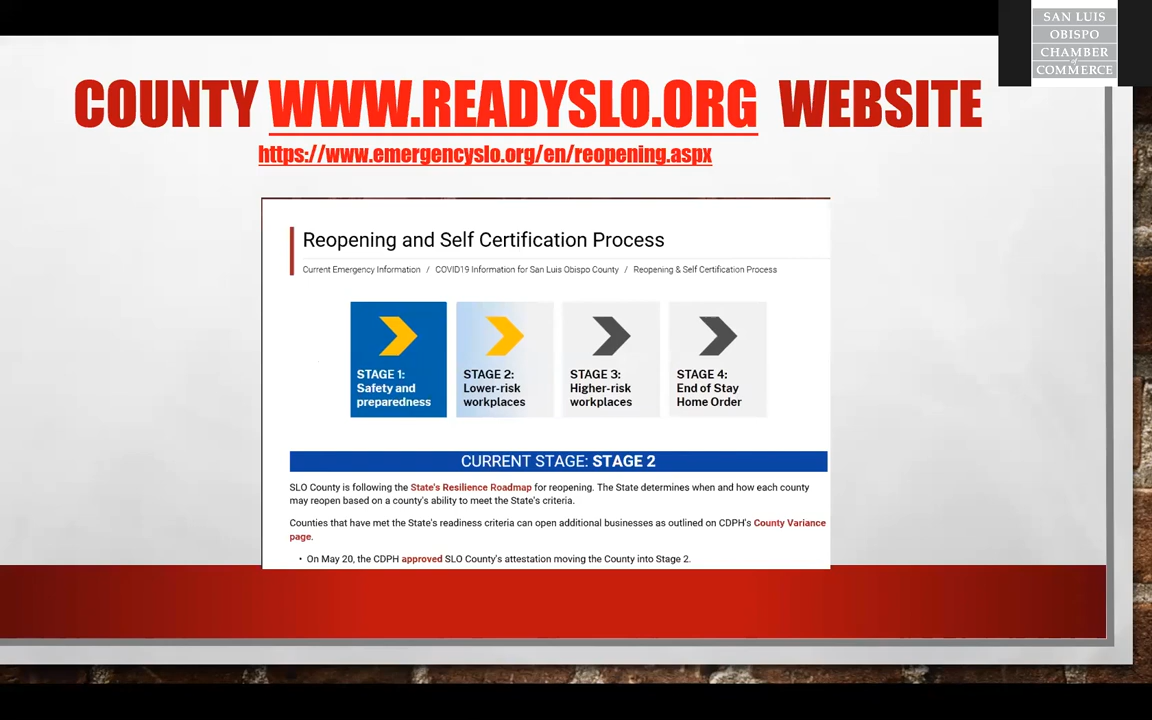 SAN LUIS
OBISPO
CHAMBER
of
COMMERCE
COUNTY WWW.READYSLO.ORG WEBSITE
https://www.emergencyslo.org/en/reopening.aspx
Reopening and Self Certification Process
Current Emergency Information / COVID19 Information for San Luis Obispo County / Reopening & Self Certification Process
STAGE 1:
Safety and
preparedness
STAGE 2:
Lower-risk
workplaces
STAGE 3:
Higher-risk
workplaces
STAGE 4:
End of Stay
Home Order
CURRENT STAGE: STAGE 2
SLO County is following the State's Resilience Roadmap for reopening. The State determines when and how each county
may reopen based on a county's ability to meet the State's criteria.
Counties that have met the State's readiness criteria can open additional businesses as outlined on CDPH's County Variance
page.
• On May 20, the CDPH approved SLO County's attestation moving the County into Stage 2.